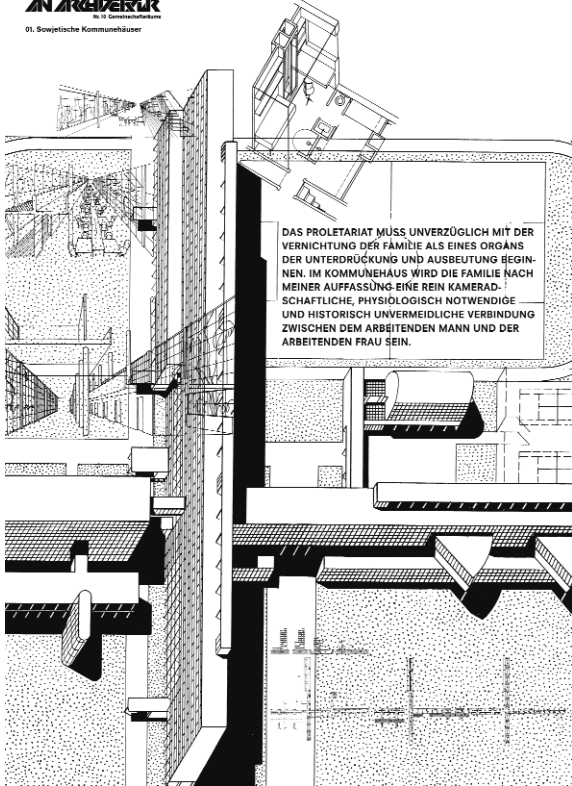 AN ARCHITEKTUR
Nr. 10 Gemeinschaftsräume
01. Sowjetische Kommunehäuser
DAS PROLETARIAT MUSS UNVERZÜGLICH MIT DER
VERNICHTUNG DER FAMILIE ALS EINES ORGANS
DER UNTERDRÜCKUNG UND AUSBEUTUNG BEGIN-
NEN. IM KOMMUNEHAUS WIRD DIE FAMILIE NACH
MEINER AUFFASSUNG EINE REIN KAMERAD-
SCHAFTLICHE, PHYSIOLOGISCH NOTWENDIGE
UND HISTORISCH UNVERMEIDLICHE VERBINDUNG
ZWISCHEN DEM ARBEITENDEN MANN UND DER
ARBEITENDEN FRAU SEIN.